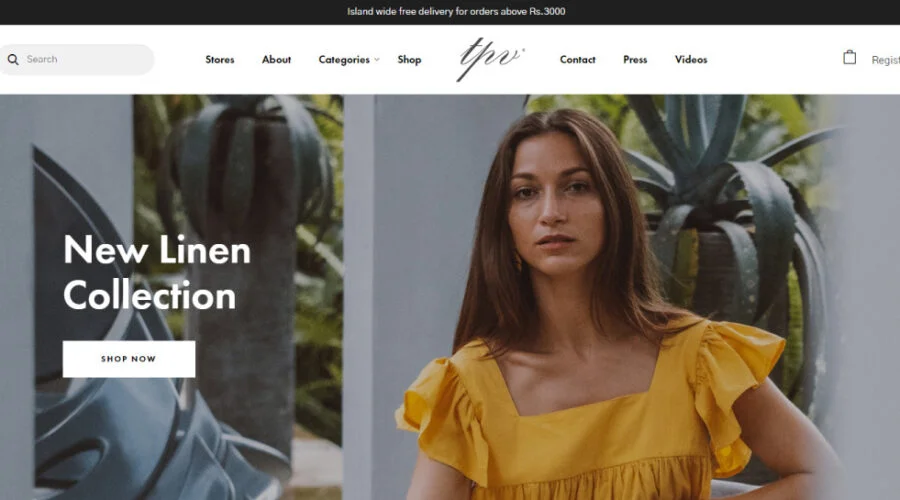 Island wide free delivery for orders above Rs.3000
Search
Stores About Categories Shop tpv Contact Press Videos Regist
New Linen
Collection
SHOP NOW